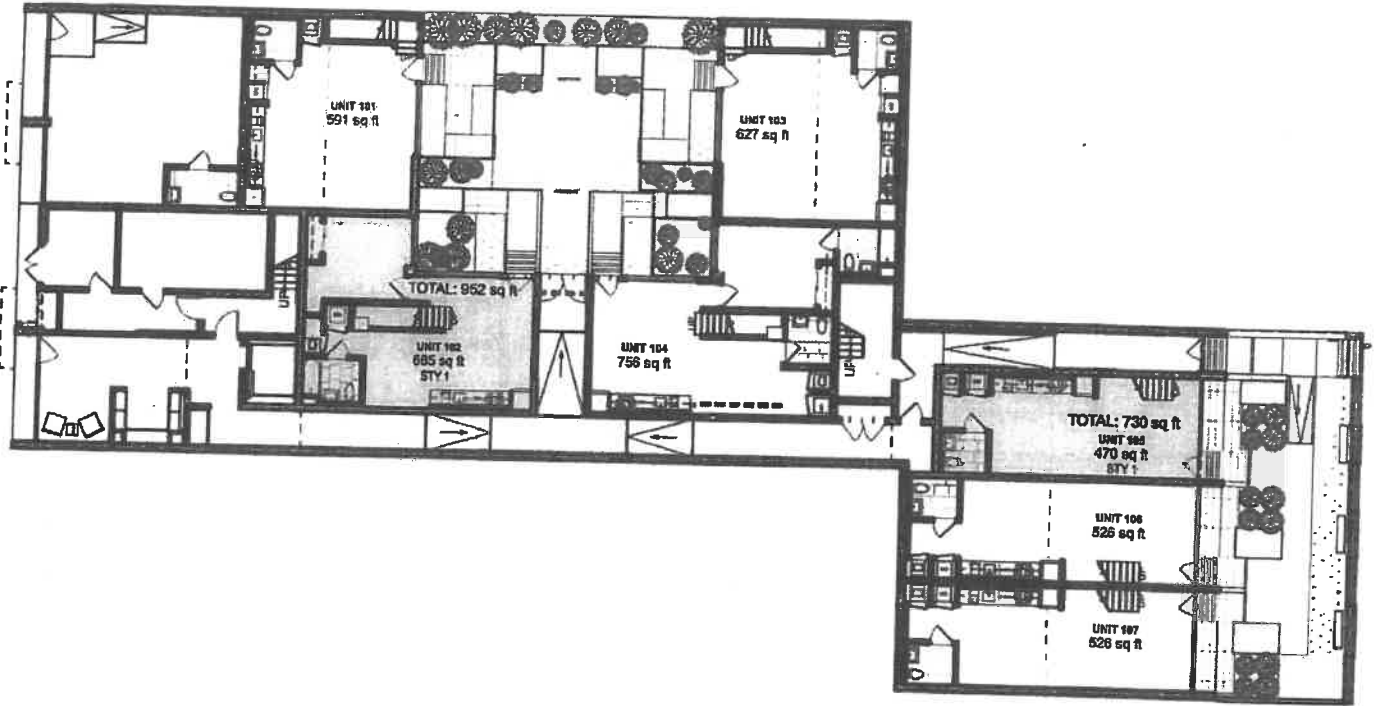 UNIT 101
591 sq ft
UNIT 103
627 sq ft
UP
TOTAL: 952 sq ft
UNIT 102
665 sq ft
STY 1
UNIT 104
756 sq ft
UP
TOTAL: 730 sq ft
UNIT 105
470 sq ft
STY 1
UNIT 106
526 sq ft
UNIT 107
526 sq ft